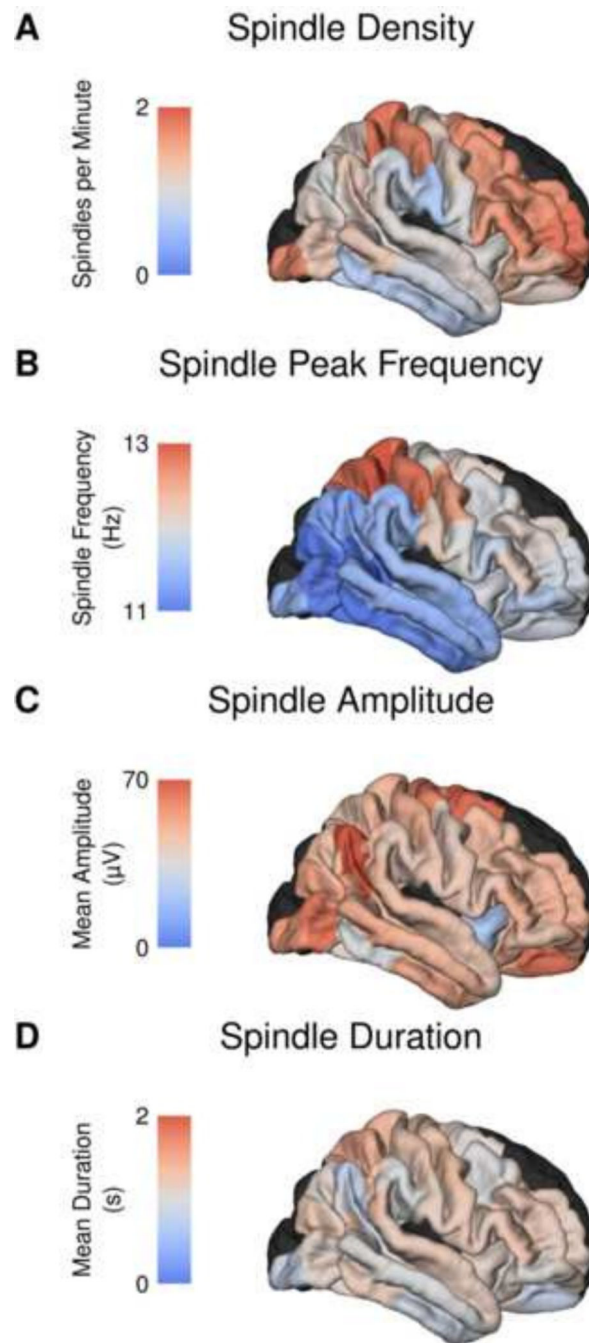 A
Spindle Density
Spindles per Minute
2
0
B
Spindle Peak Frequency
Spindle Frequency
(Hz)
13
11
C
Spindle Amplitude
Mean Amplitude
(μV)
70
0
D
Spindle Duration
Mean Duration
(s)
2
0